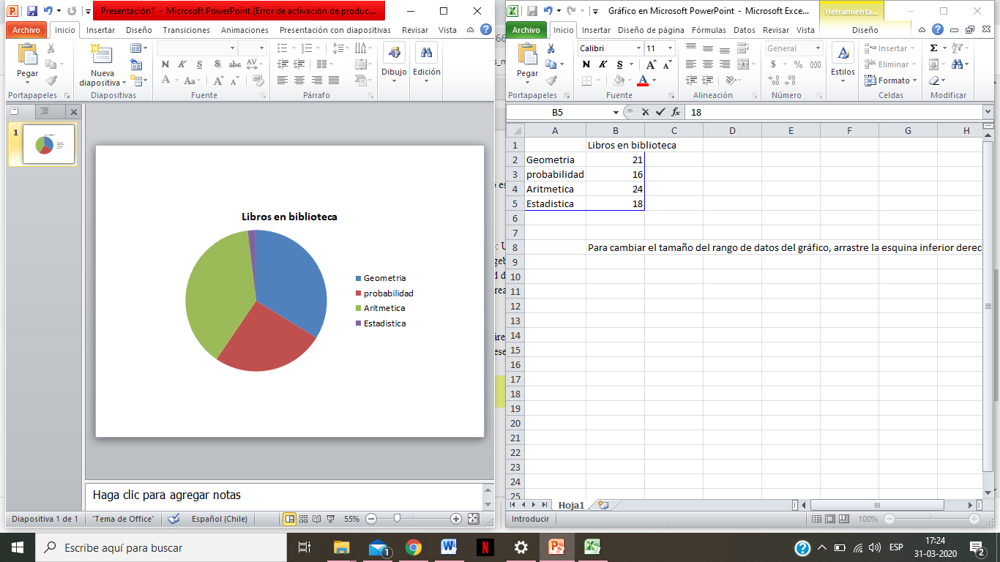 Presentación1 - Microsoft PowerPoint (Error de activación de produc...
Archivo Inicio Insertar Diseño Transiciones Animaciones Presentación con diapositivas Revisar Vista
Pegar
Nueva diapositiva
N K S S abc AV
A Aa A A
Dibujo
Edición
Portapapeles Diapositivas Fuente Párrafo
1
Libros en biblioteca
Geometria
probabilidad
Aritmetica
Estadistica
Haga clic para agregar notas
Diapositiva 1 de 1 "Tema de Office" Español (Chile) 55%
Gráfico en Microsoft PowerPoint - Microsoft Exce...
Herramienta...
Archivo Inicio Insertar Diseño de página Fórmulas Datos Revisar Vista Diseño
Pegar
Calibri 11
N K S A A
General
$ % 000
Estilos
Insertar
Eliminar
Formato
Portapapeles Fuente Alineación Número Celdas Modificar
B5 fx 18
A B C D E F G H
1 Libros en biblioteca
2 Geometria 21
3 probabilidad 16
4 Aritmetica 24
5 Estadistica 18
6
7
8 Para cambiar el tamaño del rango de datos del gráfico, arrastre la esquina inferior derec
9
10
11
12
13
14
15
16
17
18
19
20
21
22
23
24
25
Hoja1
Introducir 100%
Escribe aquí para buscar
1
ESP
17:24
31-03-2020
2